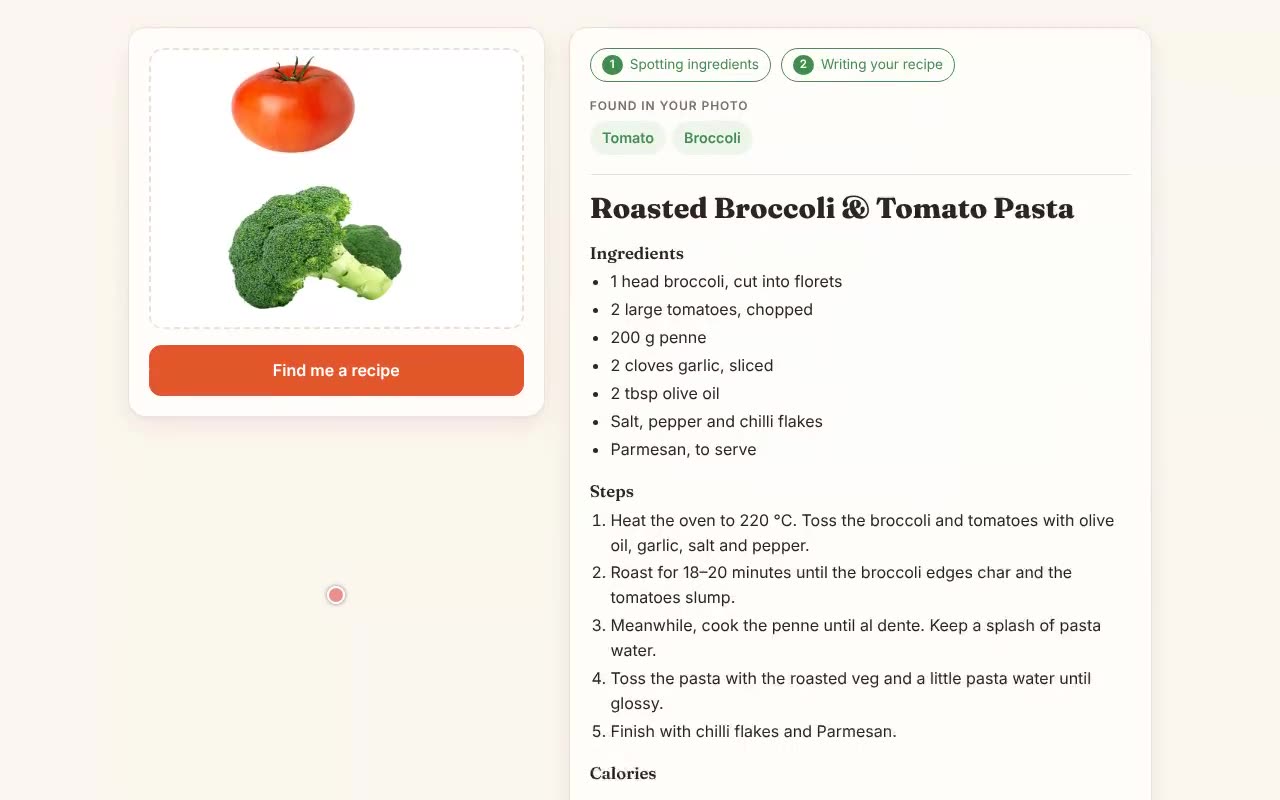 Find me a recipe
1 Spotting ingredients
2 Writing your recipe
FOUND IN YOUR PHOTO
Tomato Broccoli
Roasted Broccoli & Tomato Pasta
Ingredients
• 1 head broccoli, cut into florets
• 2 large tomatoes, chopped
• 200 g penne
• 2 cloves garlic, sliced
• 2 tbsp olive oil
• Salt, pepper and chilli flakes
• Parmesan, to serve
Steps
1. Heat the oven to 220 °C. Toss the broccoli and tomatoes with olive
oil, garlic, salt and pepper.
2. Roast for 18–20 minutes until the broccoli edges char and the
tomatoes slump.
3. Meanwhile, cook the penne until al dente. Keep a splash of pasta
water.
4. Toss the pasta with the roasted veg and a little pasta water until
glossy.
5. Finish with chilli flakes and Parmesan.
Calories